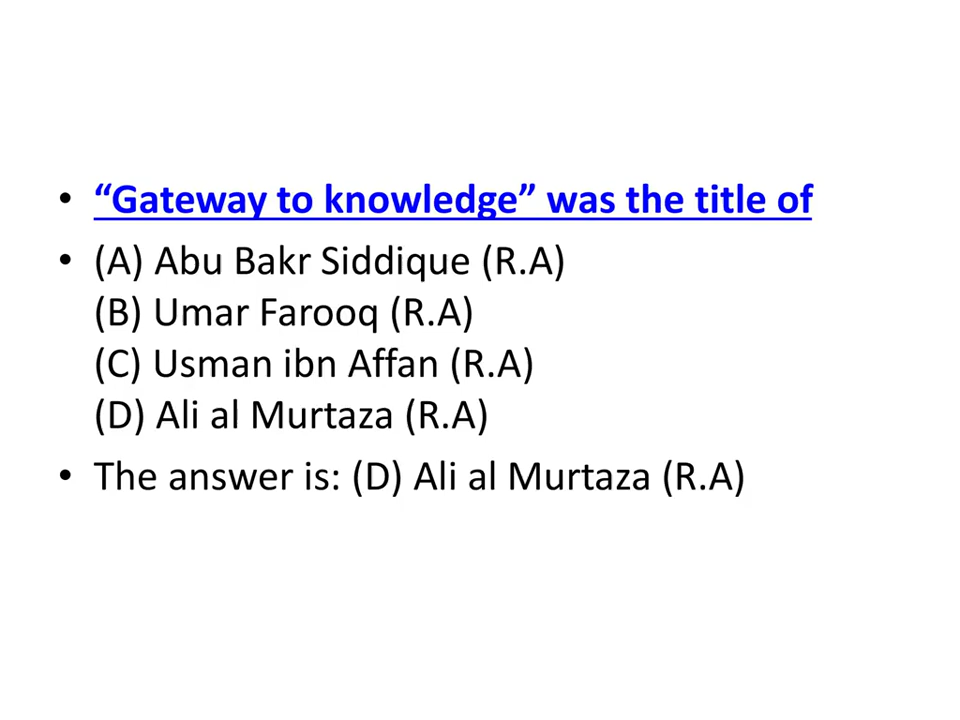 • “Gateway to knowledge” was the title of
• (A) Abu Bakr Siddique (R.A)
(B) Umar Farooq (R.A)
(C) Usman ibn Affan (R.A)
(D) Ali al Murtaza (R.A)
• The answer is: (D) Ali al Murtaza (R.A)